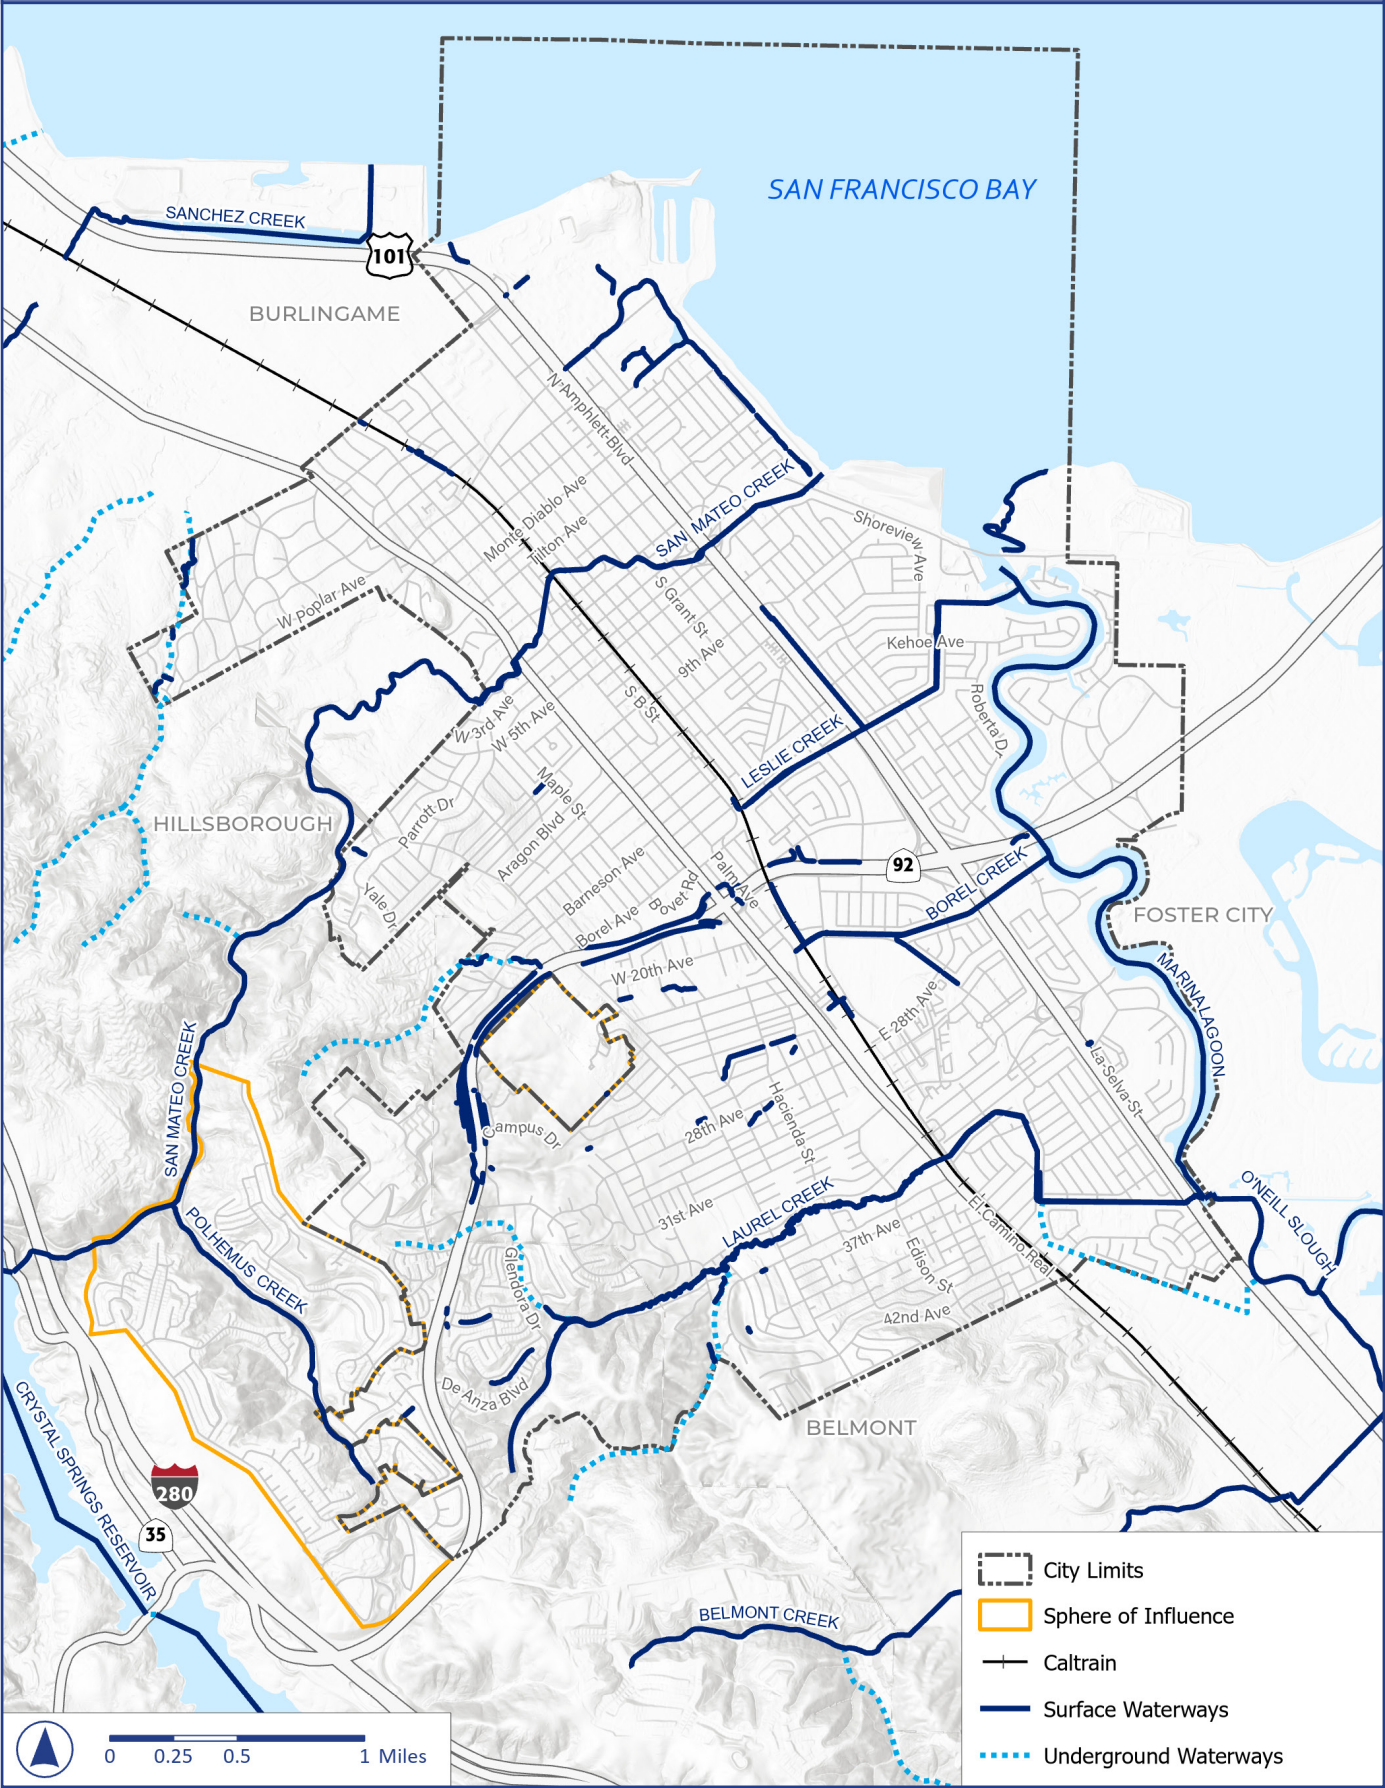 SAN FRANCISCO BAY
SANCHEZ CREEK
101
BURLINGAME
N Amphlett Blvd
Monte Diablo Ave
Tilton Ave
SAN MATEO CREEK
Shoreview Ave
W Poplar Ave
S Grant St
9th Ave
Kehoe Ave
Roberta Dr
S B St
W 3rd Ave
W 5th Ave
LESLIE CREEK
HILLSBOROUGH
Parrott Dr
Maple St
Aragon Blvd
Barneson Ave
Palm Ave
92
BOREL CREEK
Yale Dr
Borel Ave
Bovet Rd
FOSTER CITY
W 20th Ave
E 28th Ave
MARINA LAGOON
SAN MATEO CREEK
La Selva St
Campus Dr
28th Ave
Hacienda St
31st Ave
LAUREL CREEK
O'NEILL SLOUGH
POLHEMUS CREEK
37th Ave
El Camino Real
Edison St
Glendora Dr
42nd Ave
De Anza Blvd
BELMONT
CRYSTAL SPRINGS RESERVOIR
280
35
BELMONT CREEK
City Limits
Sphere of Influence
Caltrain
Surface Waterways
Underground Waterways
0 0.25 0.5 1 Miles